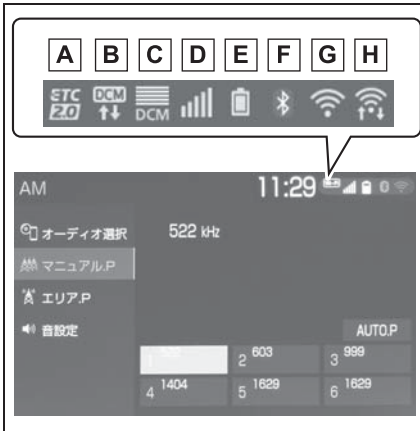 A B C D E F G H
ETC 2.0 DCM DCM
AM 11:29
オーディオ選択 522 kHz
マニュアル.P
エリア.P
音設定 AUTO.P
1 2 603 3 999
4 1404 5 1629 6 1629